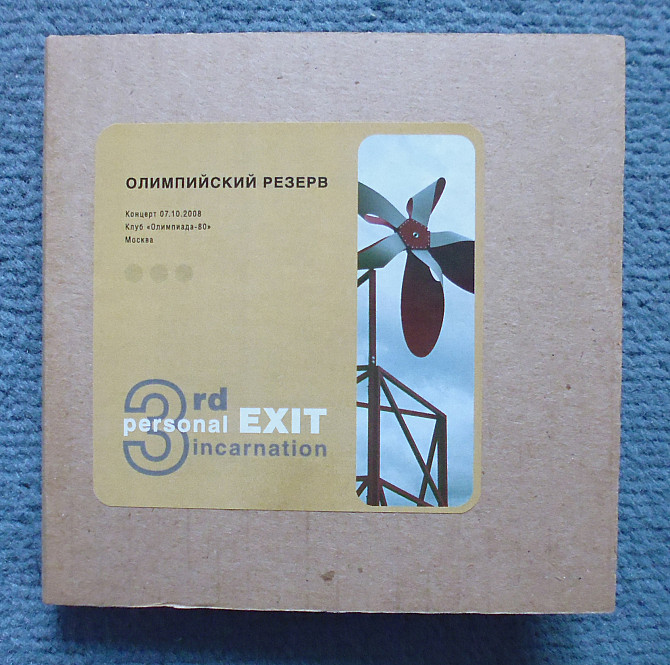 ОЛИМПИЙСКИЙ РЕЗЕРВ
Концерт 07.10.2008
Клуб «Олимпиада-80»
Москва
3rd
personal EXIT
incarnation